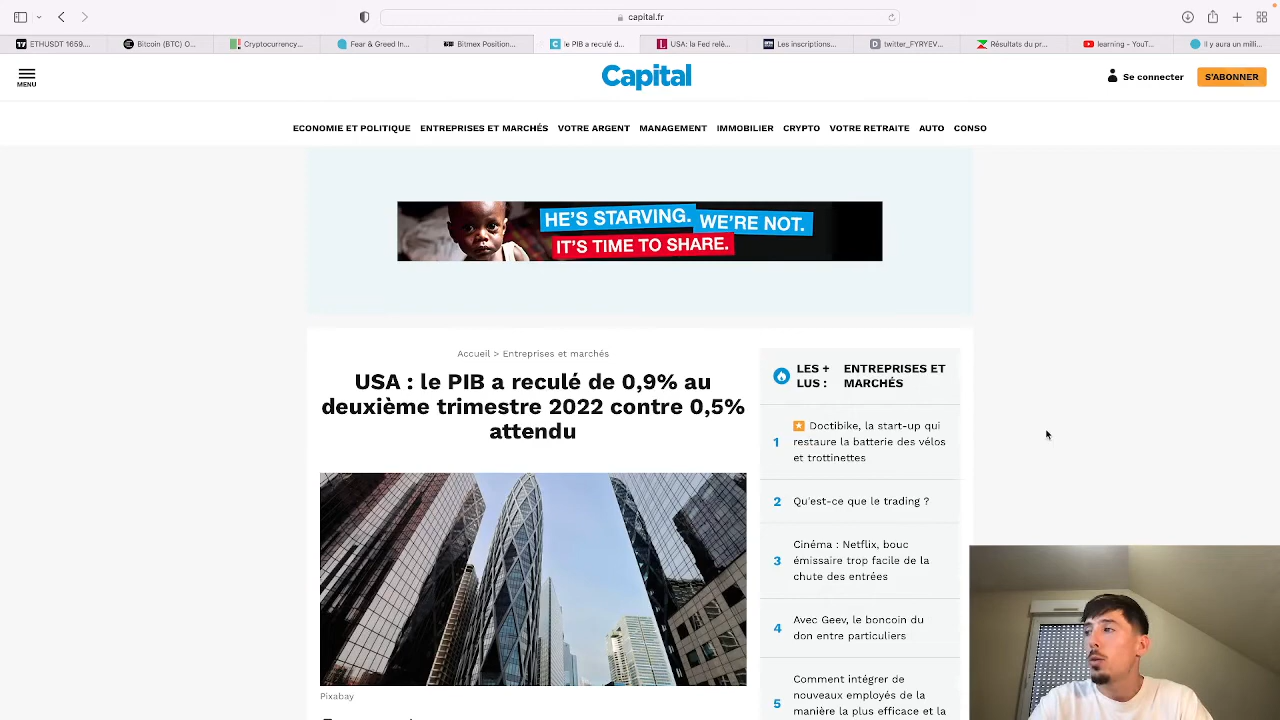 capital.fr
ETHUSDT 1659....
Bitcoin (BTC) O...
Cryptocurrency...
Fear & Greed In...
Bitmex Position...
le PIB a reculé d...
USA: la Fed relè...
Les inscriptions...
twitter_FYRYEV...
Résultats du pr...
learning - YouT...
Il y aura un milli...
MENU
Capital
Se connecter
S'ABONNER
ECONOMIE ET POLITIQUE ENTREPRISES ET MARCHÉS VOTRE ARGENT MANAGEMENT IMMOBILIER CRYPTO VOTRE RETRAITE AUTO CONSO
HE'S STARVING. WE'RE NOT.
IT'S TIME TO SHARE.
Accueil > Entreprises et marchés
USA : le PIB a reculé de 0,9% au
deuxième trimestre 2022 contre 0,5%
attendu
Pixabay
LES +
LUS :
ENTREPRISES ET
MARCHÉS
1
Doctibike, la start-up qui
restaure la batterie des vélos
et trottinettes
2
Qu'est-ce que le trading ?
3
Cinéma : Netflix, bouc
émissaire trop facile de la
chute des entrées
4
Avec Geev, le boncoin du
don entre particuliers
5
Comment intégrer de
nouveaux employés de la
manière la plus efficace et la